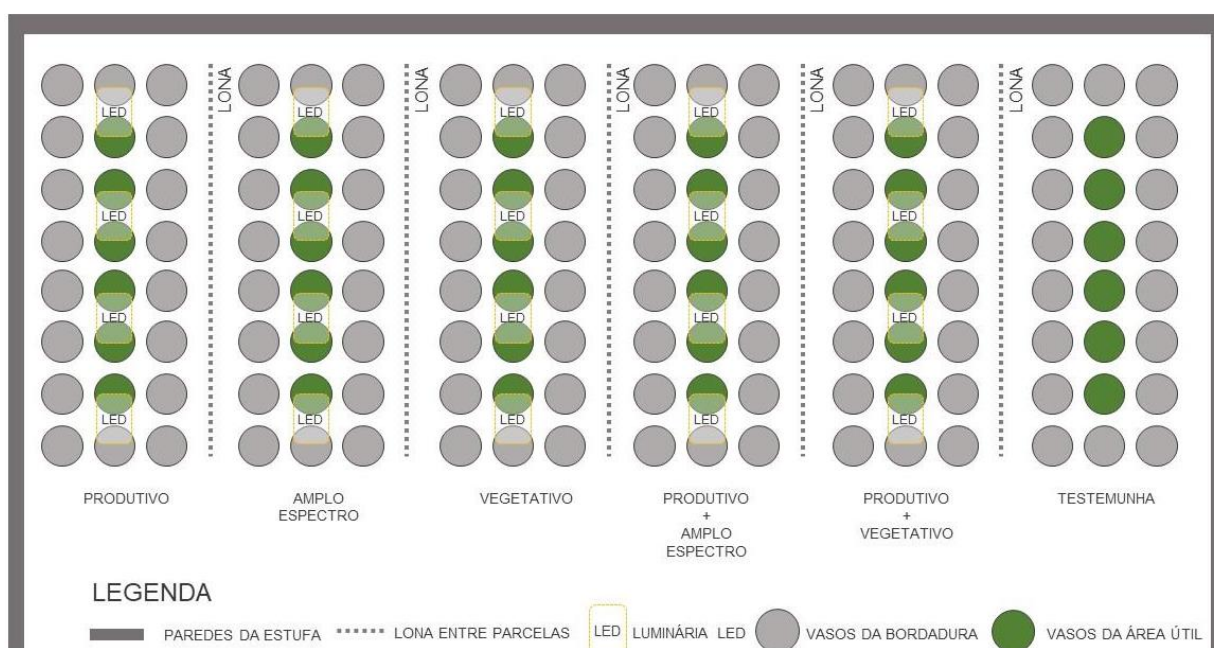 LONA LONA LONA LONA LONA
LED LED LED LED LED
LED LED LED LED LED
LED LED LED LED LED
LED LED LED LED LED
PRODUTIVO
AMPLO
ESPECTRO
VEGETATIVO
PRODUTIVO
+
AMPLO
ESPECTRO
PRODUTIVO
+
VEGETATIVO
TESTEMUNHA
LEGENDA
PAREDES DA ESTUFA LONA ENTRE PARCELAS LED LUMINÁRIA LED VASOS DA BORDADURA VASOS DA ÁREA ÚTIL